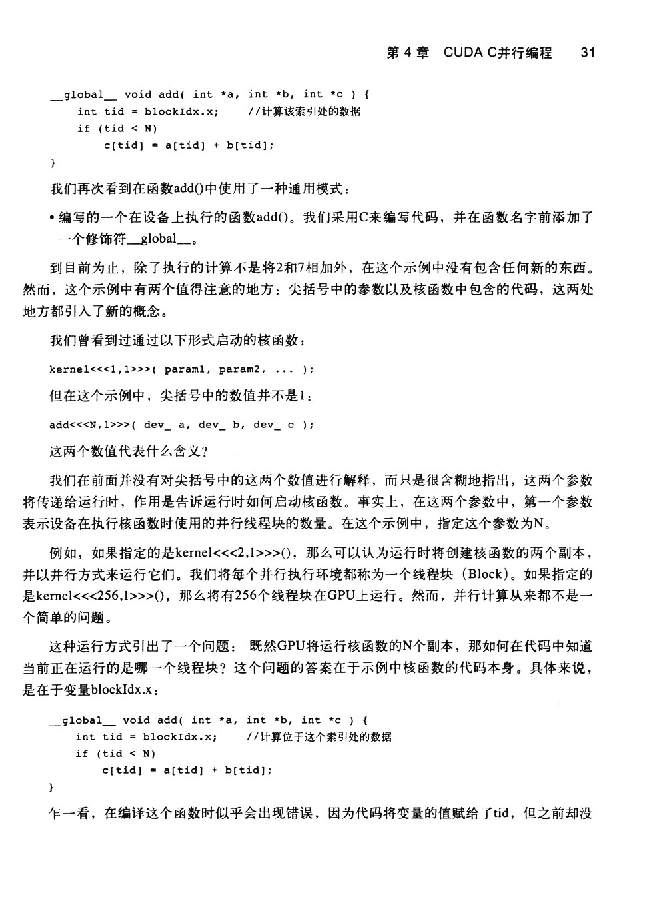 第 4 章 CUDA C并行编程 31
__global__ void add( int *a, int *b, int *c ) {
int tid = blockIdx.x; //计算该索引处的数据
if (tid < N)
c[tid] = a[tid] + b[tid];
}
我们再次看到在函数add()中使用了一种通用模式：
• 编写的一个在设备上执行的函数add()。我们采用C来编写代码，并在函数名字前添加了
一个修饰符__global__。
到目前为止，除了执行的计算不是将2和7相加外，在这个示例中没有包含任何新的东西。
然而，这个示例中有两个值得注意的地方：尖括号中的参数以及核函数中包含的代码，这两处
地方都引入了新的概念。
我们曾看到过通过以下形式启动的核函数：
kernel<<<1,1>>>( param1, param2, ... );
但在这个示例中，尖括号中的数值并不是1：
add<<<N,1>>>( dev_ a, dev_ b, dev_ c );
这两个数值代表什么含义？
我们在前面并没有对尖括号中的这两个数值进行解释，而只是很含糊地指出，这两个参数
将传递给运行时，作用是告诉运行时如何启动核函数。事实上，在这两个参数中，第一个参数
表示设备在执行核函数时使用的并行线程块的数量。在这个示例中，指定这个参数为N。
例如，如果指定的是kernel<<<2,1>>>()，那么可以认为运行时将创建核函数的两个副本，
并以并行方式来运行它们。我们将每个并行执行环境都称为一个线程块（Block）。如果指定的
是kernel<<<256,1>>>()，那么将有256个线程块在GPU上运行。然而，并行计算从来都不是一
个简单的问题。
这种运行方式引出了一个问题： 既然GPU将运行核函数的N个副本，那如何在代码中知道
当前正在运行的是哪一个线程块？这个问题的答案在于示例中核函数的代码本身。具体来说，
是在于变量blockIdx.x：
__global__ void add( int *a, int *b, int *c ) {
int tid = blockIdx.x; //计算位于这个索引处的数据
if (tid < N)
c[tid] = a[tid] + b[tid];
}
乍一看，在编译这个函数时似乎会出现错误，因为代码将变量的值赋给了tid，但之前却没